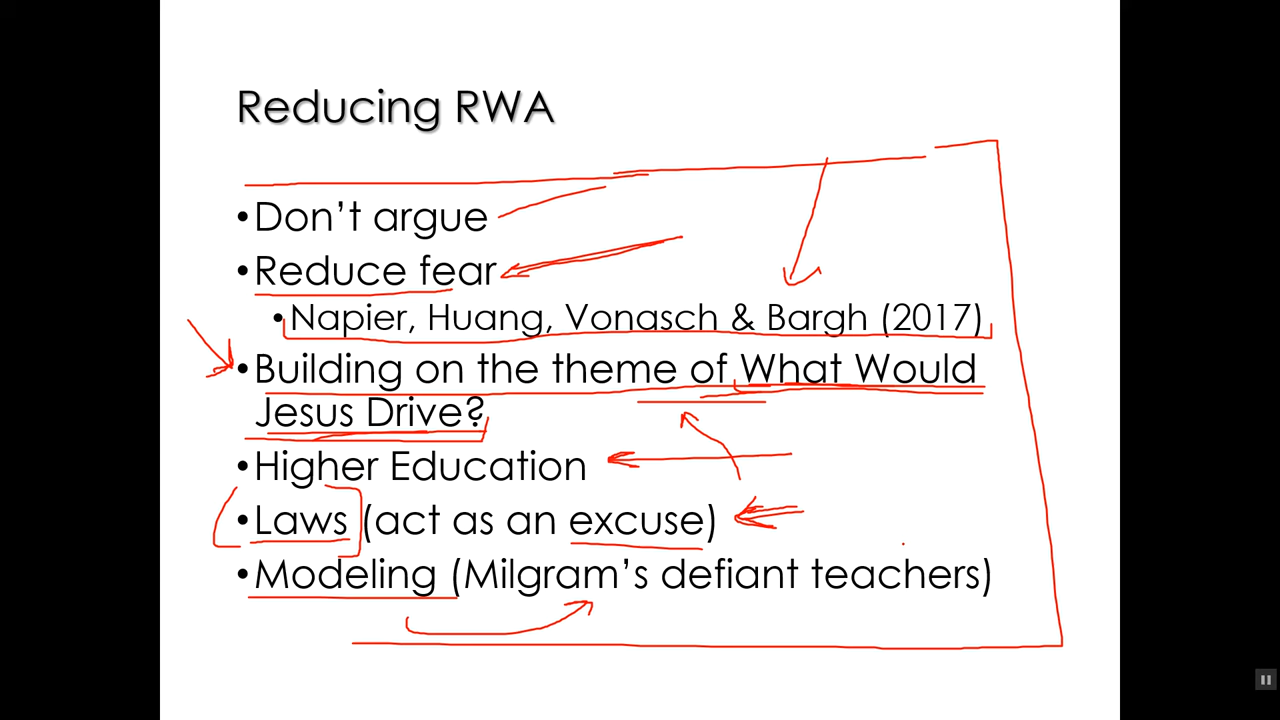 Reducing RWA
•Don't argue
•Reduce fear
•Napier, Huang, Vonasch & Bargh (2017)
•Building on the theme of What Would
Jesus Drive?
•Higher Education
•Laws (act as an excuse)
•Modeling (Milgram's defiant teachers)